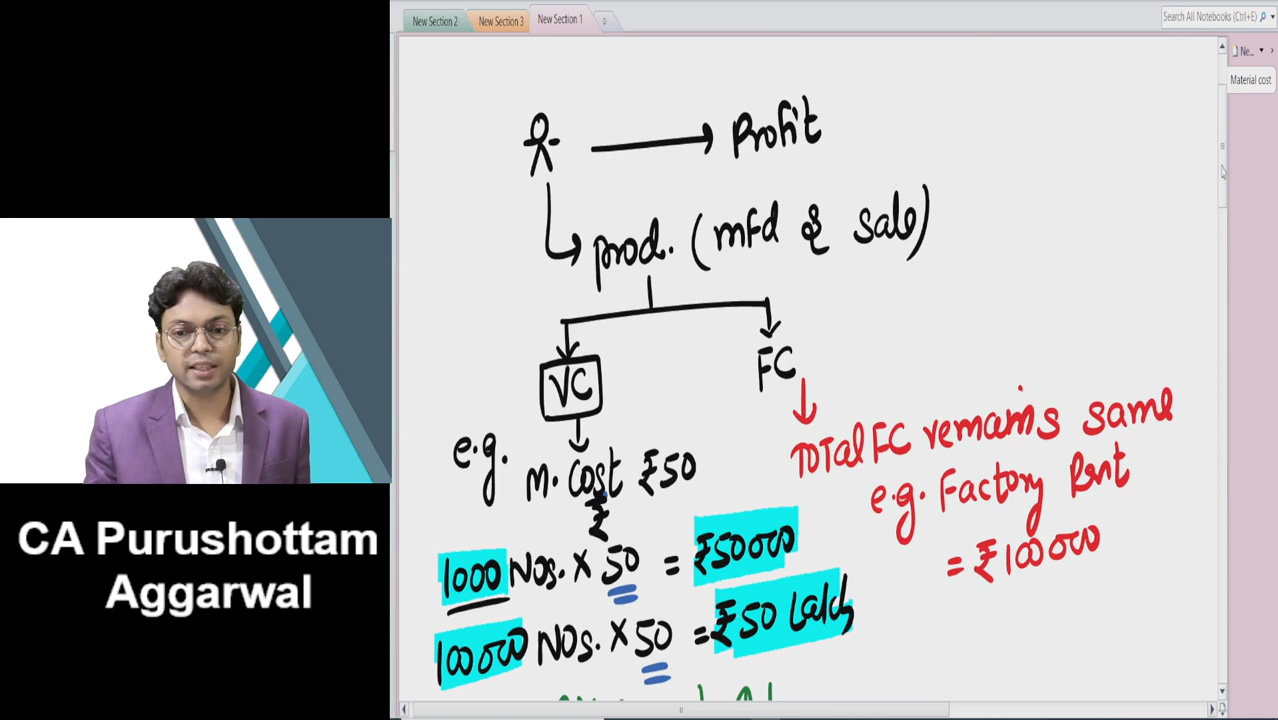 New Section 2
New Section 3
New Section 1
Search All Notebooks (Ctrl+E)
Ne...
Material cost
Profit
prod. (mfd & sale)
VC
FC
Total FC remains same
e.g.
M. Cost ₹50
e.g. Factory Rent
₹
= ₹100000
1000 Nos. × 50 = ₹50000
100000 Nos. × 50 = ₹50 Lakh
CA Purushottam
Aggarwal